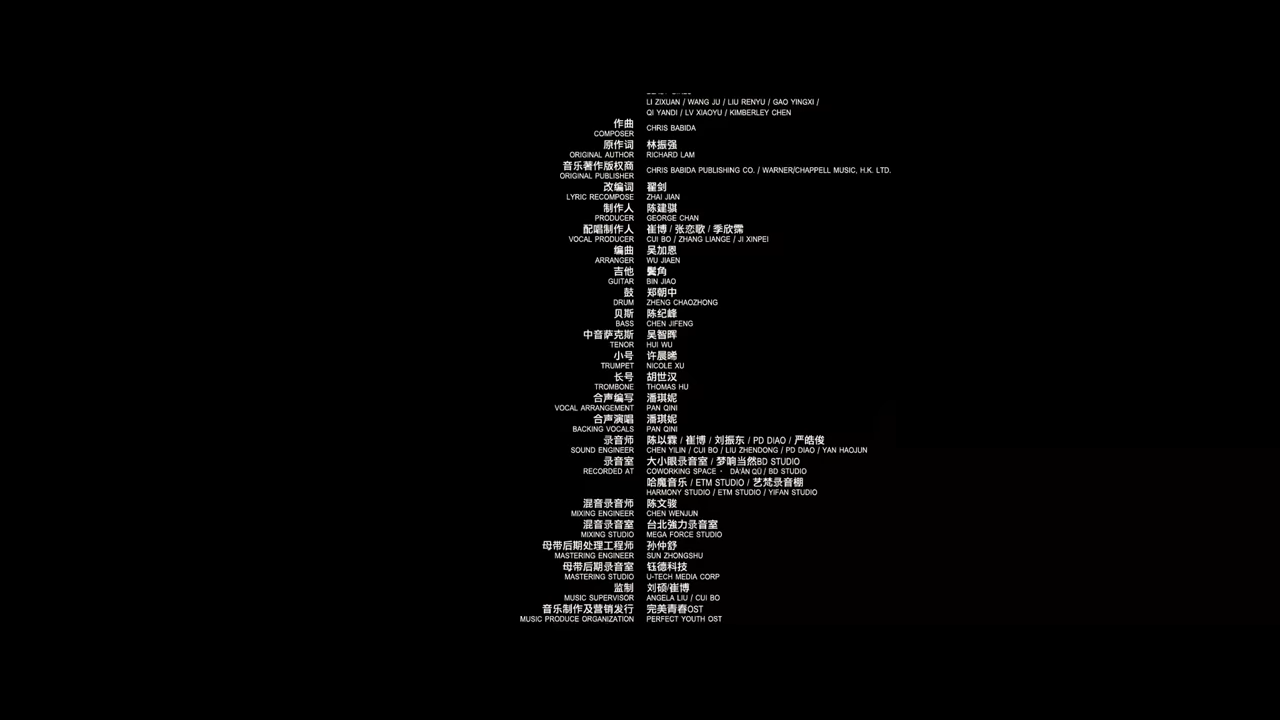 LI ZIXUAN / WANG JU / LIU RENYU / GAO YINGXI /
QI YANDI / LV XIAOYU / KIMBERLEY CHEN
作曲 CHRIS BABIDA
COMPOSER
原作词 林振强
ORIGINAL AUTHOR RICHARD LAM
音乐著作版权商 CHRIS BABIDA PUBLISHING CO. / WARNER/CHAPPELL MUSIC, H.K. LTD.
ORIGINAL PUBLISHER
改编词 翟剑
LYRIC RECOMPOSE ZHAI JIAN
制作人 陈建骐
PRODUCER GEORGE CHAN
配唱制作人 崔博 / 张恋歌 / 季欣霈
VOCAL PRODUCER CUI BO / ZHANG LIANGE / JI XINPEI
编曲 吴加恩
ARRANGER WU JIAEN
吉他 鬓角
GUITAR BIN JIAO
鼓 郑朝中
DRUM ZHENG CHAOZHONG
贝斯 陈纪峰
BASS CHEN JIFENG
中音萨克斯 吴智晖
TENOR HUI WU
小号 许晨晞
TRUMPET NICOLE XU
长号 胡世汉
TROMBONE THOMAS HU
合声编写 潘琪妮
VOCAL ARRANGEMENT PAN QINI
合声演唱 潘琪妮
BACKING VOCALS PAN QINI
录音师 陈以霖 / 崔博 / 刘振东 / PD DIAO / 严皓俊
SOUND ENGINEER CHEN YILIN / CUI BO / LIU ZHENDONG / PD DIAO / YAN HAOJUN
录音室 大小眼录音室 / 梦响当然BD STUDIO
RECORDED AT COWORKING SPACE · DÀ'ĀN QŪ / BD STUDIO
哈魔音乐 / ETM STUDIO / 艺梵录音棚
HARMONY STUDIO / ETM STUDIO / YIFAN STUDIO
混音录音师 陈文骏
MIXING ENGINEER CHEN WENJUN
混音录音室 台北強力录音室
MIXING STUDIO MEGA FORCE STUDIO
母带后期处理工程师 孙仲舒
MASTERING ENGINEER SUN ZHONGSHU
母带后期录音室 钰德科技
MASTERING STUDIO U-TECH MEDIA CORP
监制 刘硕/崔博
MUSIC SUPERVISOR ANGELA LIU / CUI BO
音乐制作及营销发行 完美青春OST
MUSIC PRODUCE ORGANIZATION PERFECT YOUTH OST